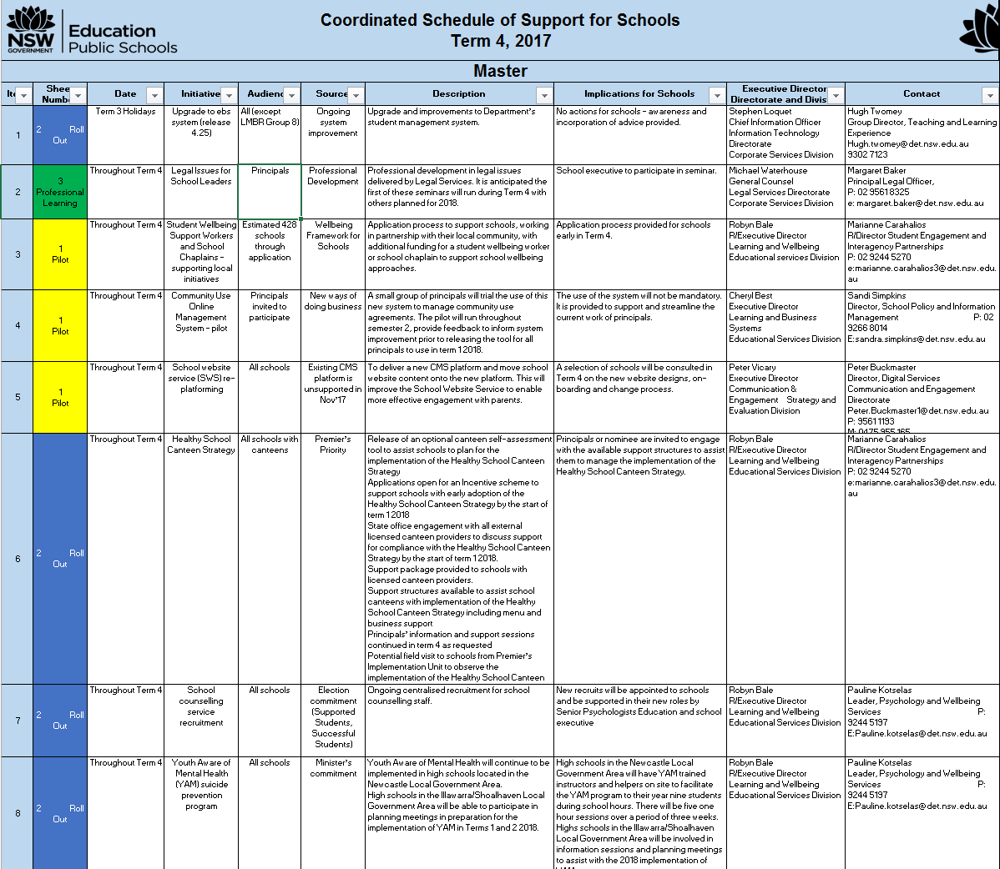 NSW
GOVERNMENT
Education
Public Schools
Coordinated Schedule of Support for Schools
Term 4, 2017
Master
Shee
Numb
Date
Initiative
Audienc
Source
Description
Implications for Schools
Executive Director
Directorate and Divis
Contact
1
2 Roll
Out
Term 3 Holidays
Upgrade to ebs
system (release
4.25)
All (except
LMBR Group 8)
Ongoing
system
improvement
Upgrade and improvements to Department's
student management system.
No actions for schools - awareness and
incorporation of advice provided.
Stephen Loquet
Chief Information Officer
Information Technology
Directorate
Corporate Services Division
Hugh Twomey
Group Director, Teaching and Learning
Experience
Hugh.twomey@det.nsw.edu.au
9302 7123
2
3
Professional
Learning
Throughout Term 4
Legal Issues for
School Leaders
Principals
Professional
Development
Professional development in legal issues
delivered by Legal Services. It is anticipated the
first of these seminars will run during Term 4 with
others planned for 2018.
School executive to participate in seminar.
Michael Waterhouse
General Counsel
Legal Services Directorate
Corporate Services Division
Margaret Baker
Principal Legal Officer,
P: 02 9561 8325
e: margaret.baker@det.nsw.edu.au
3
1
Pilot
Throughout Term 4
Student Wellbeing
Support Workers
and School
Chaplains -
supporting local
initiatives
Estimated 428
schools
through
application
Wellbeing
Framework for
Schools
Application process to support schools, working
in partnership with their local community, with
additional funding for a student wellbeing worker
or school chaplain to support school wellbeing
approaches.
Application process provided for schools
early in Term 4.
Robyn Bale
R/Executive Director
Learning and Wellbeing
Educational services Division
Marianne Carahalios
R/Director Student Engagement and
Interagency Partnerships
P: 02 9244 5270
e:marianne.carahalios3@det.nsw.edu.
au
4
1
Pilot
Throughout Term 4
Community Use
Online
Management
System - pilot
Principals
invited to
participate
New ways of
doing business
A small group of principals will trial the use of this
new system to manage community use
agreements. The pilot will run throughout
semester 2, provide feedback to inform system
improvement prior to releasing the tool for all
principals to use in term 1 2018.
The use of the system will not be mandatory.
It is provided to support and streamline the
current work of principals.
Cheryl Best
Executive Director
Learning and Business
Systems
Educational Services Division
Sandi Simpkins
Director, School Policy and Information
Management P: 02
9266 8014
E:sandra.simpkins@det.nsw.edu.au
5
1
Pilot
Throughout Term 4
School website
service (SWS) re-
platforming
All schools
Existing CMS
platform is
unsupported in
Nov'17
To deliver a new CMS platform and move school
website content onto the new platform. This will
improve the School Website Service to enable
more effective engagement with parents.
A selection of schools will be consulted in
Term 4 on the new website designs, on-
boarding and change process.
Peter Vicary
Executive Director
Communication &
Engagement Strategy and
Evaluation Division
Peter Buckmaster
Director, Digital Services
Communication and Engagement
Directorate
Peter.Buckmaster1@det.nsw.edu.au
P: 9561 1193
M: 0475 955 165
6
2 Roll
Out
Throughout Term 4
Healthy School
Canteen Strategy
All schools with
canteens
Premier's
Priority
Release of an optional canteen self-assessment
tool to assist schools to plan for the
implementation of the Healthy School Canteen
Strategy
Applications open for an Incentive scheme to
support schools with early adoption of the
Healthy School Canteen Strategy by the start of
term 1 2018
State office engagement with all external
licensed canteen providers to discuss support
for compliance with the Healthy School Canteen
Strategy by the start of term 1 2018.
Support package provided to schools with
licensed canteen providers.
Support structures available to assist school
canteens with implementation of the Healthy
School Canteen Strategy including menu and
business support
Principals' information and support sessions
continued in term 4 as requested
Potential field visit to schools from Premier's
Implementation Unit to observe the
implementation of the Healthy School Canteen
Principals or nominee are invited to engage
with the available support structures to assist
them to manage the implementation of the
Healthy School Canteen Strategy.
Robyn Bale
R/Executive Director
Learning and Wellbeing
Educational Services Division
Marianne Carahalios
R/Director Student Engagement and
Interagency Partnerships
P: 02 9244 5270
e:marianne.carahalios3@det.nsw.edu.
au
7
2 Roll
Out
Throughout Term 4
School
counselling
service
recruitment
All schools
Election
commitment
(Supported
Students,
Successful
Students)
Ongoing centralised recruitment for school
counselling staff.
New recruits will be appointed to schools
and be supported in their new roles by
Senior Psychologists Education and school
executive
Robyn Bale
R/Executive Director
Learning and Wellbeing
Educational Services Division
Pauline Kotselas
Leader, Psychology and Wellbeing
Services P:
9244 5197
E:Pauline.kotselas@det.nsw.edu.au
8
2 Roll
Out
Throughout Term 4
Youth Aware of
Mental Health
(YAM) suicide
prevention
program
All schools
Minister's
commitment
Youth Aware of Mental Health will continue to be
implemented in high schools located in the
Newcastle Local Government Area.
High schools in the Illawarra/Shoalhaven Local
Government Area will be able to participate in
planning meetings in preparation for the
implementation of YAM in Terms 1 and 2 2018.
High schools in the Newcastle Local
Government Area will have YAM trained
instructors and helpers on site to facilitate
the YAM program to their year nine students
during school hours. There will be five one
hour sessions over a period of three weeks.
Highs schools in the Illawarra/Shoalhaven
Local Government Area will be involved in
information sessions and planning meetings
to assist with the 2018 implementation of
Robyn Bale
R/Executive Director
Learning and Wellbeing
Educational Services Division
Pauline Kotselas
Leader, Psychology and Wellbeing
Services P:
9244 5197
E:Pauline.kotselas@det.nsw.edu.au